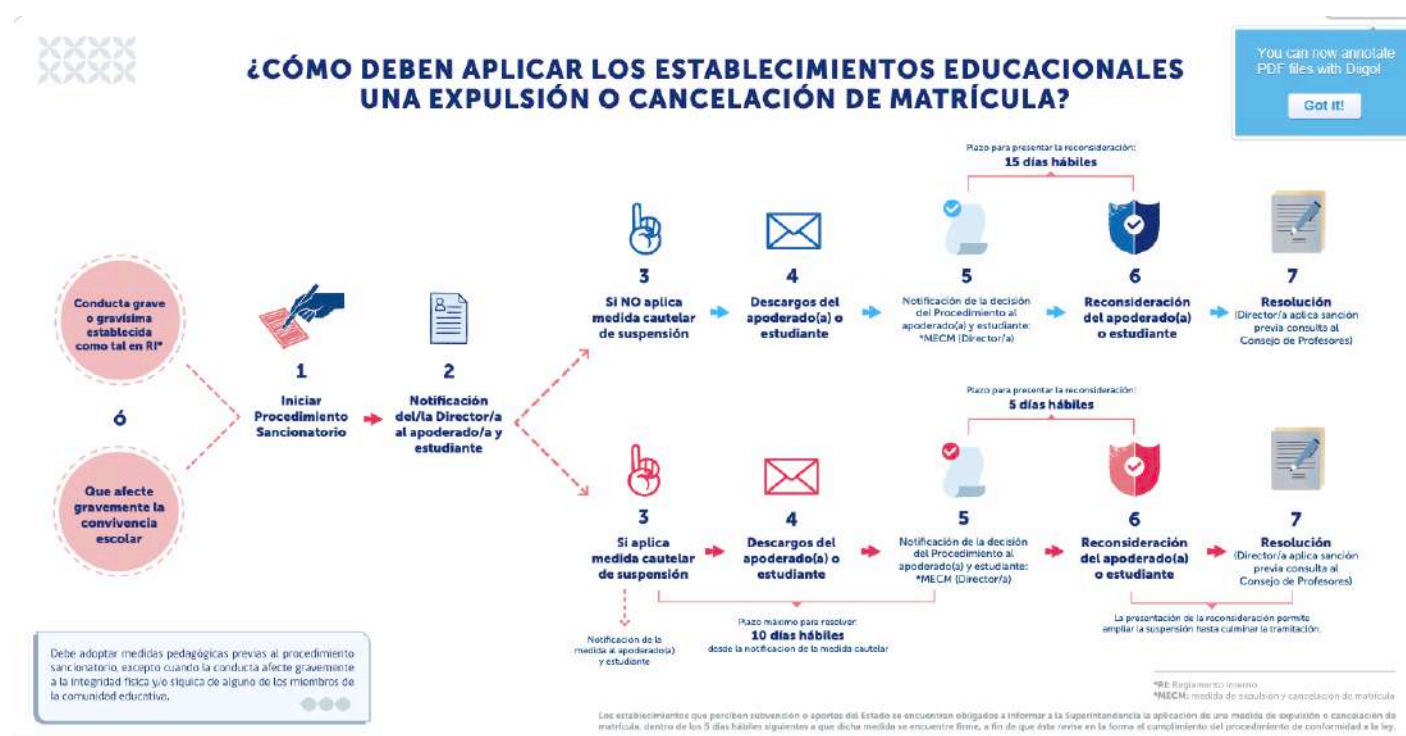 You can now annotate
PDF files with Diigo!
Got it!
¿CÓMO DEBEN APLICAR LOS ESTABLECIMIENTOS EDUCACIONALES
UNA EXPULSIÓN O CANCELACIÓN DE MATRÍCULA?
Conducta grave
o gravísima
establecida
como tal en RI*
ó
Que afecte
gravemente la
convivencia
escolar
1
Iniciar
Procedimiento
Sancionatorio
2
Notificación
del/la Director/a
al apoderado/a y
estudiante
Plazo para presentar la reconsideración:
15 días hábiles
3
Si NO aplica
medida cautelar
de suspensión
4
Descargos del
apoderado(a) o
estudiante
5
Notificación de la decisión
del Procedimiento al
apoderado(a) y estudiante:
*MECM (Director/a)
6
Reconsideración
del apoderado(a)
o estudiante
7
Resolución
(Director/a aplica sanción
previa consulta al
Consejo de Profesores)
Plazo para presentar la reconsideración:
5 días hábiles
3
Si aplica
medida cautelar
de suspensión
4
Descargos del
apoderado(a) o
estudiante
5
Notificación de la decisión
del Procedimiento al
apoderado(a) y estudiante:
*MECM (Director/a)
6
Reconsideración
del apoderado(a)
o estudiante
7
Resolución
(Director/a aplica sanción
previa consulta al
Consejo de Profesores)
Notificación de la
medida al apoderado(a)
y estudiante
Plazo máximo para resolver:
10 días hábiles
desde la notificacion de la medida cautelar
La presentación de la reconsideración permite
ampliar la suspensión hasta culminar la tramitación.
Debe adoptar medidas pedagógicas previas al procedimiento
sancionatorio, excepto cuando la conducta afecte gravemente
a la integridad física y/o síquica de alguno de los miembros de
la comunidad educativa.
*RI: Reglamento interno
*MECM: medida de expulsión y cancelación de matrícula
Los establecimientos que perciben subvención o aportes del Estado se encuentran obligados a informar a la Superintendencia la aplicación de una medida de expulsión o cancelación de
matrícula, dentro de los 5 días hábiles siguientes a que dicha medida se encuentre firme, a fin de que ésta revise en la forma el cumplimiento del procedimiento de conformidad a la ley.